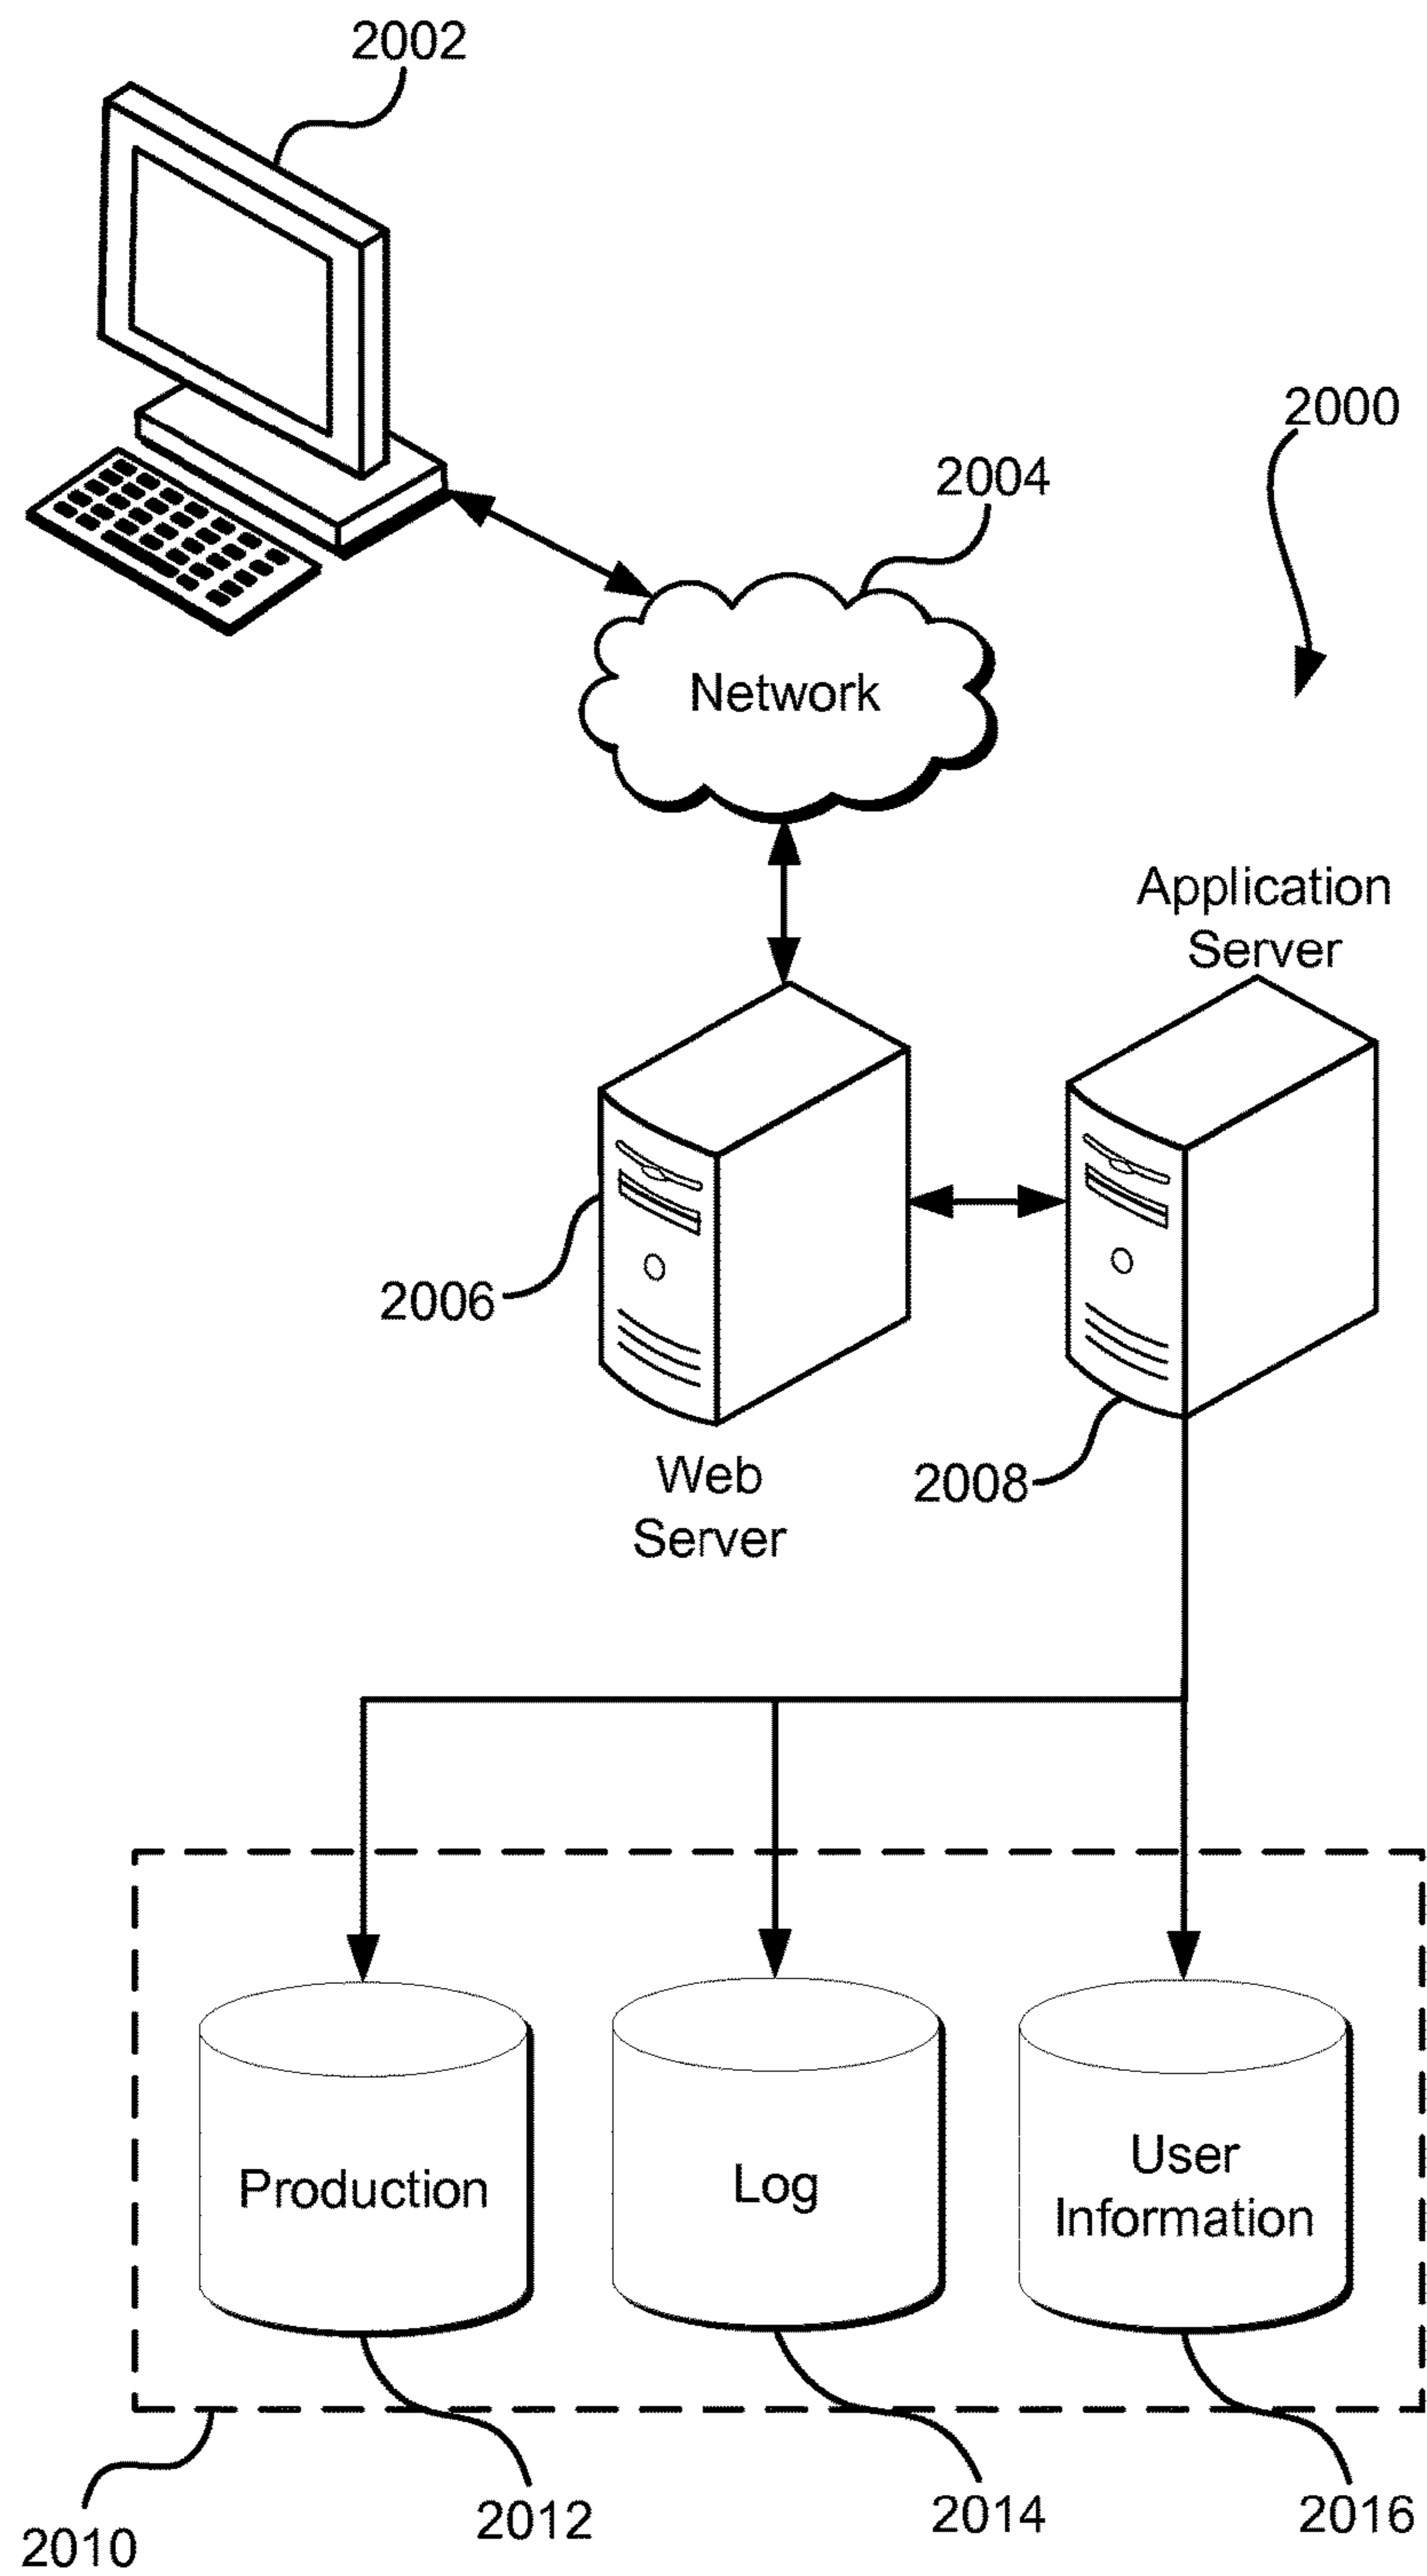 2002
2000
2004
Network
Application
Server
2006
Web
Server
2008
Production
Log
User
Information
2010
2012
2014
2016